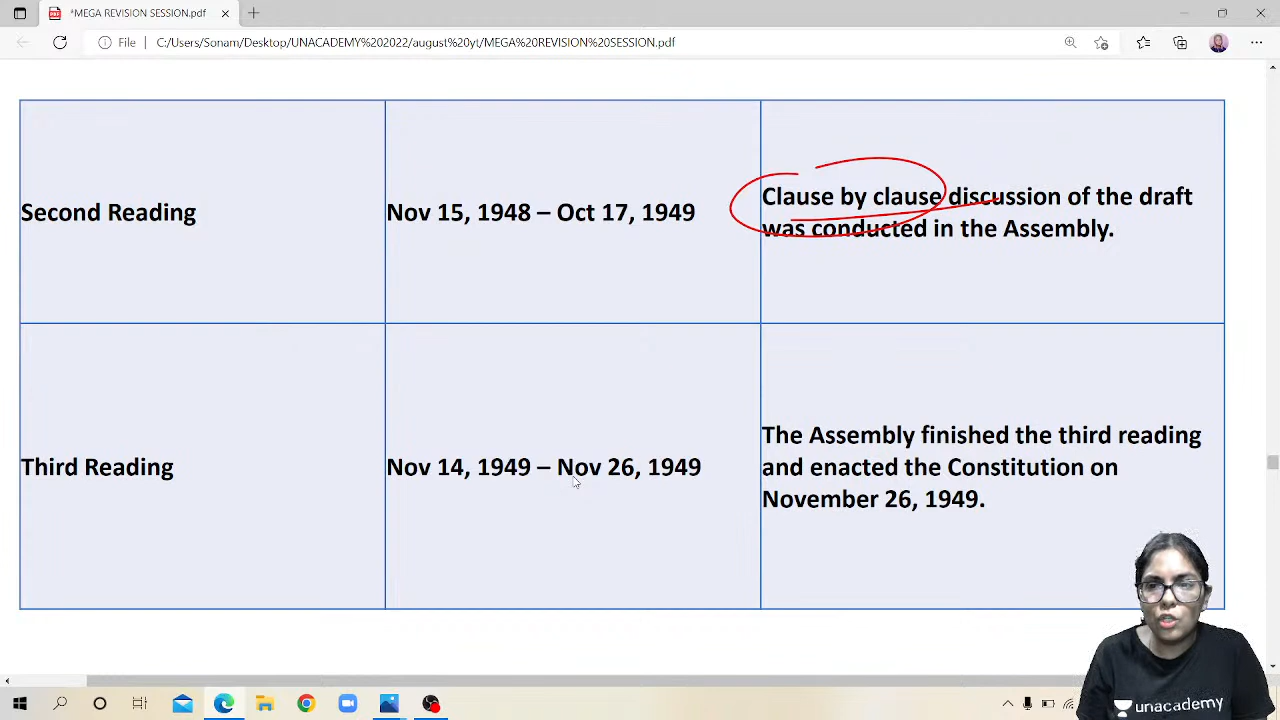 *MEGA REVISION SESSION.pdf
File
C:/Users/Sonam/Desktop/UNACADEMY%202022/august%20yt/MEGA%20REVISION%20SESSION.pdf
Second Reading
Nov 15, 1948 – Oct 17, 1949
Clause by clause discussion of the draft
was conducted in the Assembly.
Third Reading
Nov 14, 1949 – Nov 26, 1949
The Assembly finished the third reading
and enacted the Constitution on
November 26, 1949.
unacademy